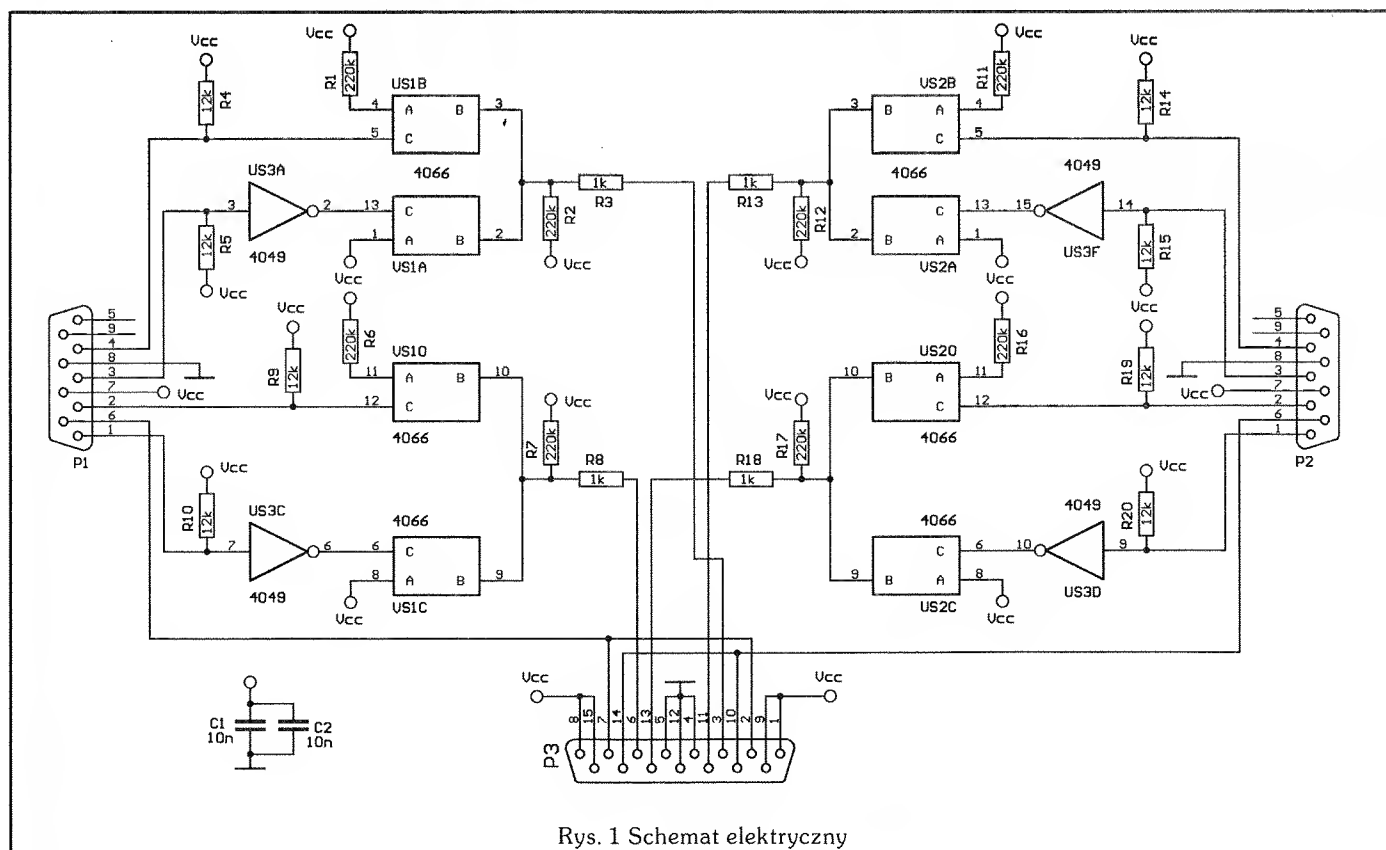 Vcc
R4
12k
Vcc
R1
220k
US1B
4
A
B
3
5
C
4066
US3A
3
2
4049
R5
12k
Vcc
13
C
1
A
B
2
Vcc
VS1A
R2
220k
Vcc
1k
R3
Vcc
R9
12k
R6
220k
VS1O
11
A
B
10
12
C
4066
Vcc
R7
220k
R8
1k
Vcc
R10
12k
US3C
7
6
4049
4066
6
C
8
A
B
9
Vcc
VS1C
5
9
4
8
3
7
Vcc
2
6
1
P1
Vcc
R11
220k
VS2B
3
B
A
4
C
5
4066
Vcc
R14
12k
1k
R13
R12
220k
Vcc
C
13
2
B
A
1
Vcc
VS2A
4049
15
14
US3F
R15
12k
Vcc
R16
220k
US2O
10
B
A
11
C
12
4066
Vcc
R19
12k
Vcc
R17
220k
R18
1k
4066
C
6
9
B
A
8
US2C
Vcc
4049
10
9
US3D
Vcc
R20
12k
5
9
4
8
3
Vcc
7
2
6
1
P2
C1
10n
C2
10n
Vcc
Vcc
8
15
7
14
6
13
5
12
4
11
3
10
2
9
1
P3
Rys. 1 Schemat elektryczny